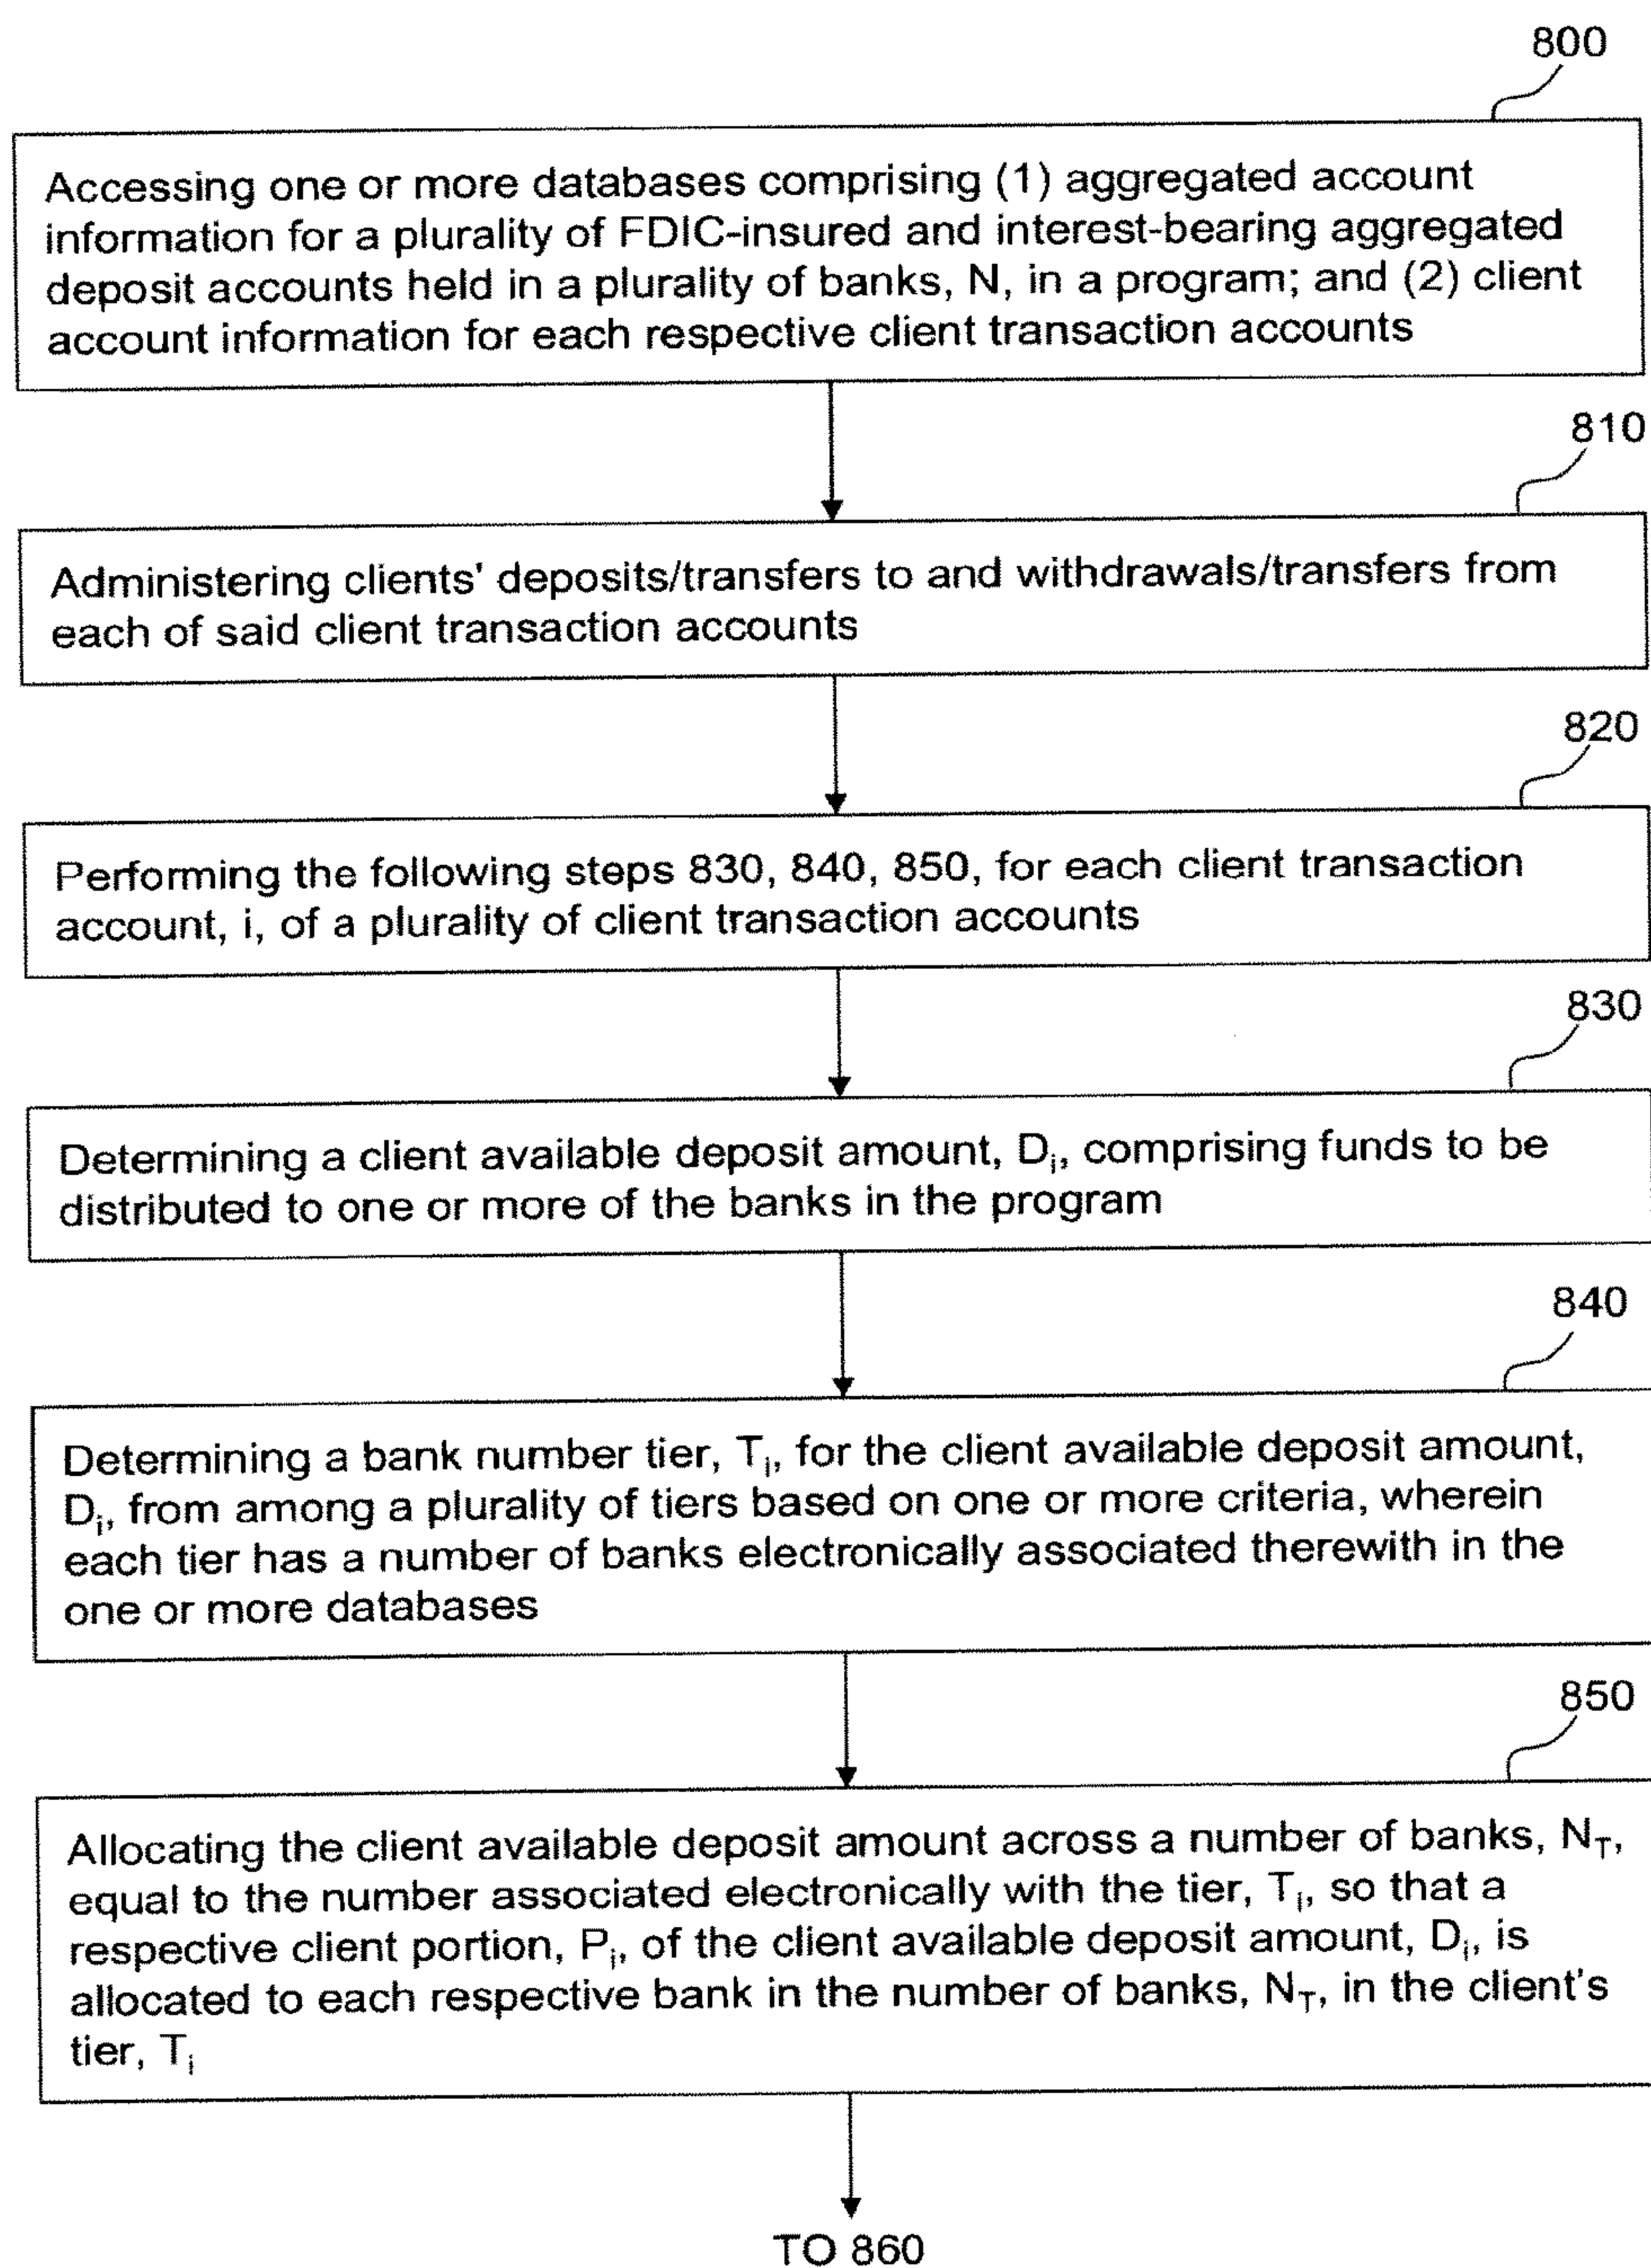 800
Accessing one or more databases comprising (1) aggregated account
information for a plurality of FDIC-insured and interest-bearing aggregated
deposit accounts held in a plurality of banks, N, in a program; and (2) client
account information for each respective client transaction accounts
810
Administering clients' deposits/transfers to and withdrawals/transfers from
each of said client transaction accounts
820
Performing the following steps 830, 840, 850, for each client transaction
account, i, of a plurality of client transaction accounts
830
Determining a client available deposit amount, Di, comprising funds to be
distributed to one or more of the banks in the program
840
Determining a bank number tier, Ti, for the client available deposit amount,
Di, from among a plurality of tiers based on one or more criteria, wherein
each tier has a number of banks electronically associated therewith in the
one or more databases
850
Allocating the client available deposit amount across a number of banks, NT,
equal to the number associated electronically with the tier, Ti, so that a
respective client portion, Pi, of the client available deposit amount, Di, is
allocated to each respective bank in the number of banks, NT, in the client's
tier, Ti
TO 860